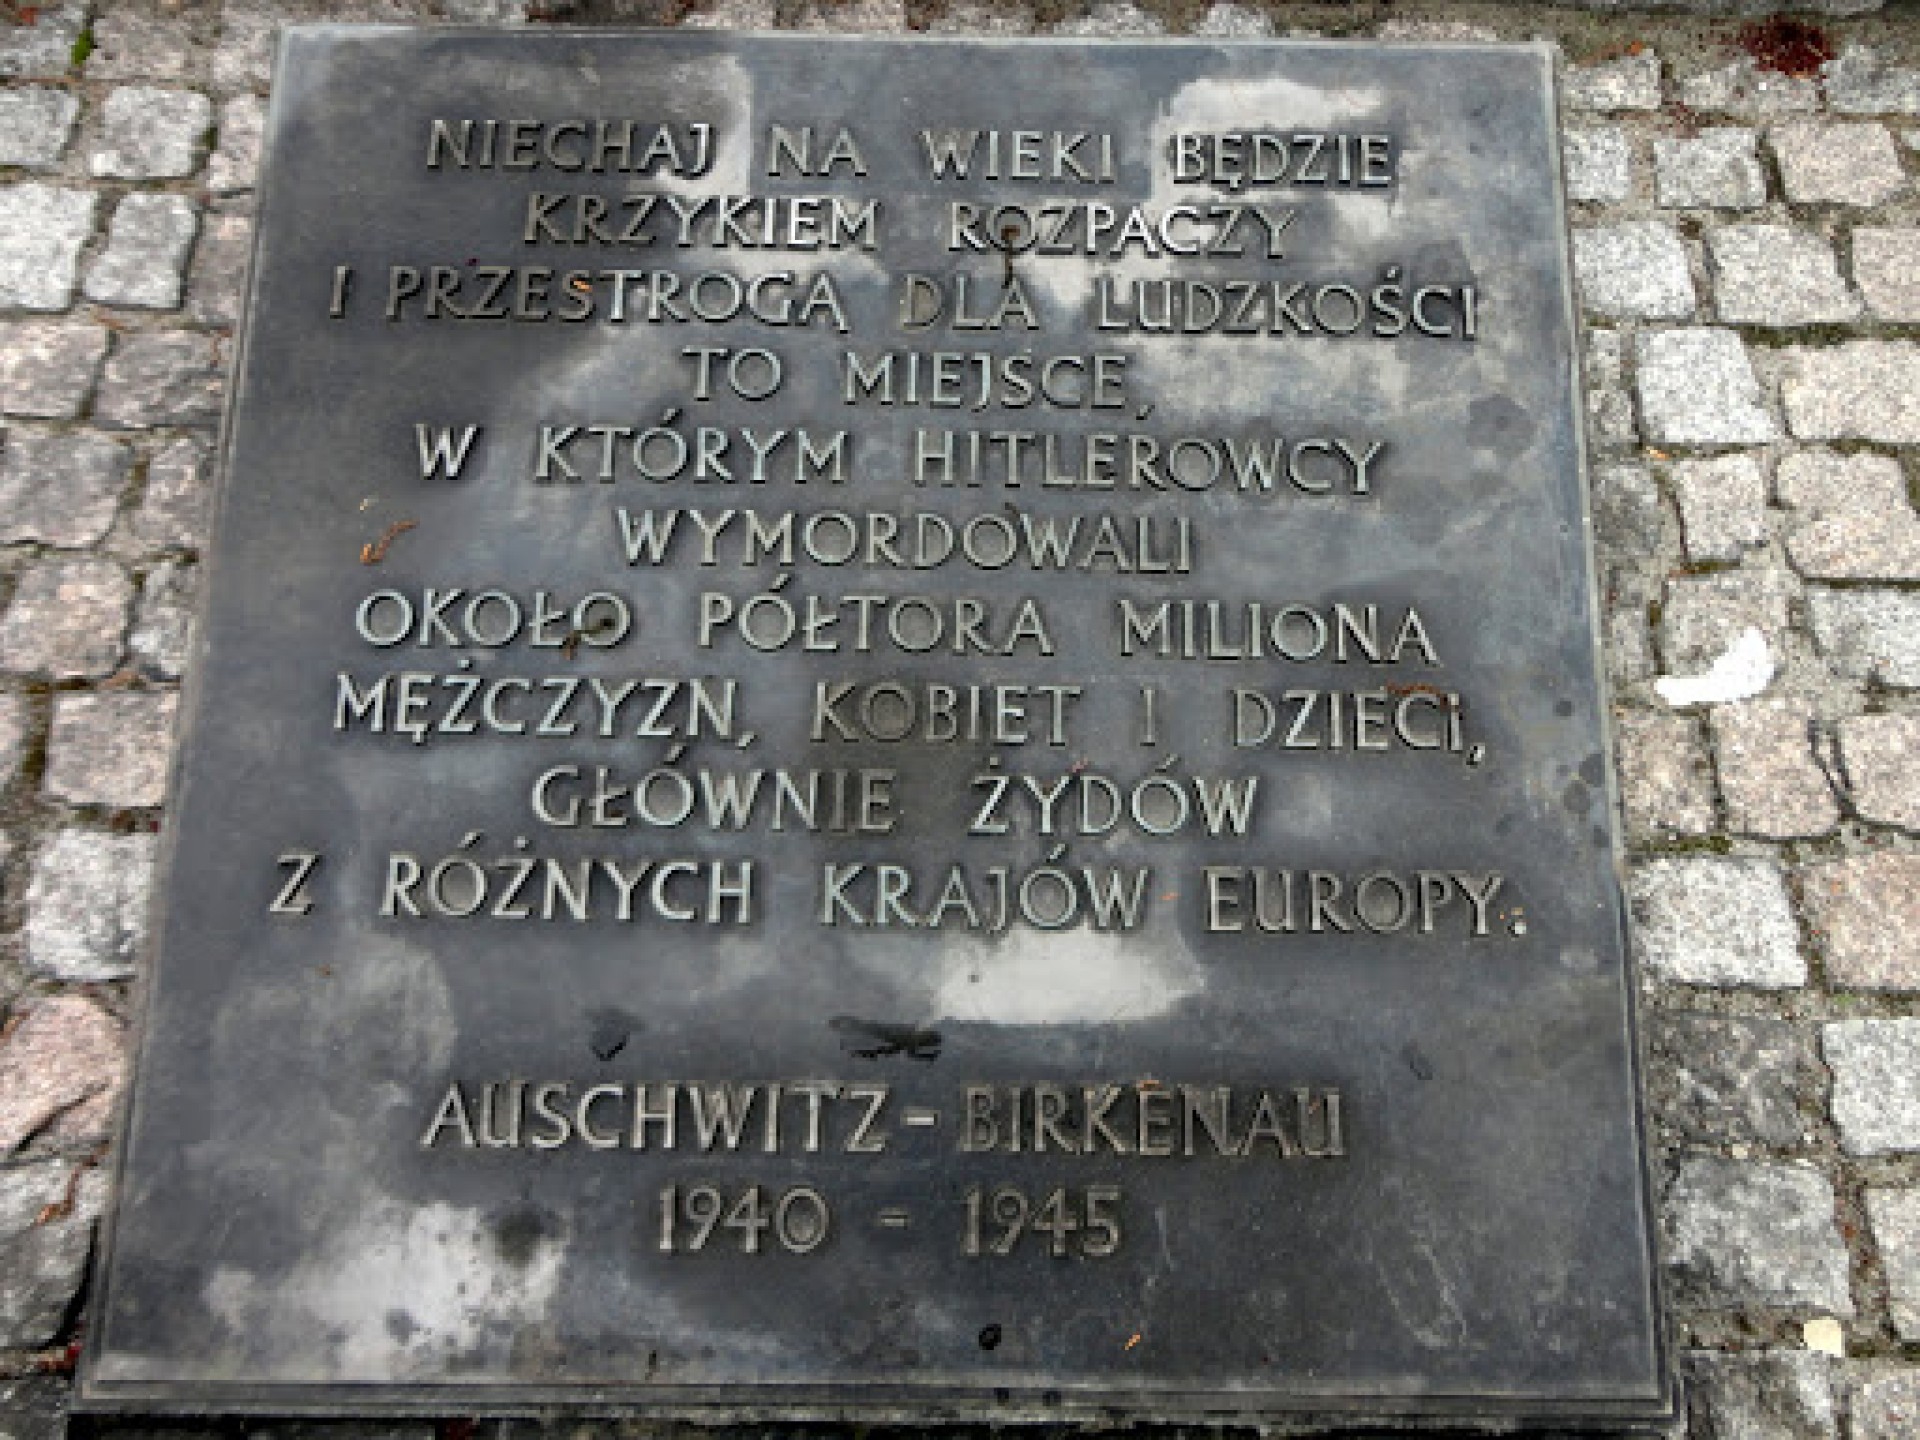 NIECHAJ NA WIEKI BĘDZIE
KRZYKIEM ROZPACZY
I PRZESTROGĄ DLA LUDZKOŚCI
TO MIEJSCE,
W KTÓRYM HITLEROWCY
WYMORDOWALI
OKOŁO PÓŁTORA MILIONA
MĘŻCZYZN, KOBIET I DZIECI,
GŁÓWNIE ŻYDÓW
Z RÓŻNYCH KRAJÓW EUROPY.
AUSCHWITZ - BIRKENAU
1940 - 1945